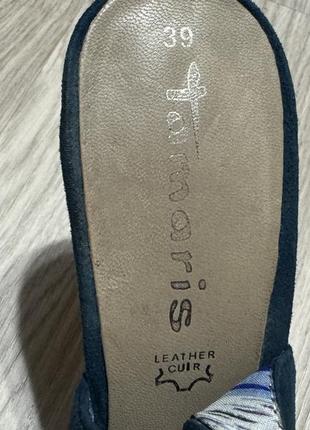 39
tamaris
LEATHER
CUIR